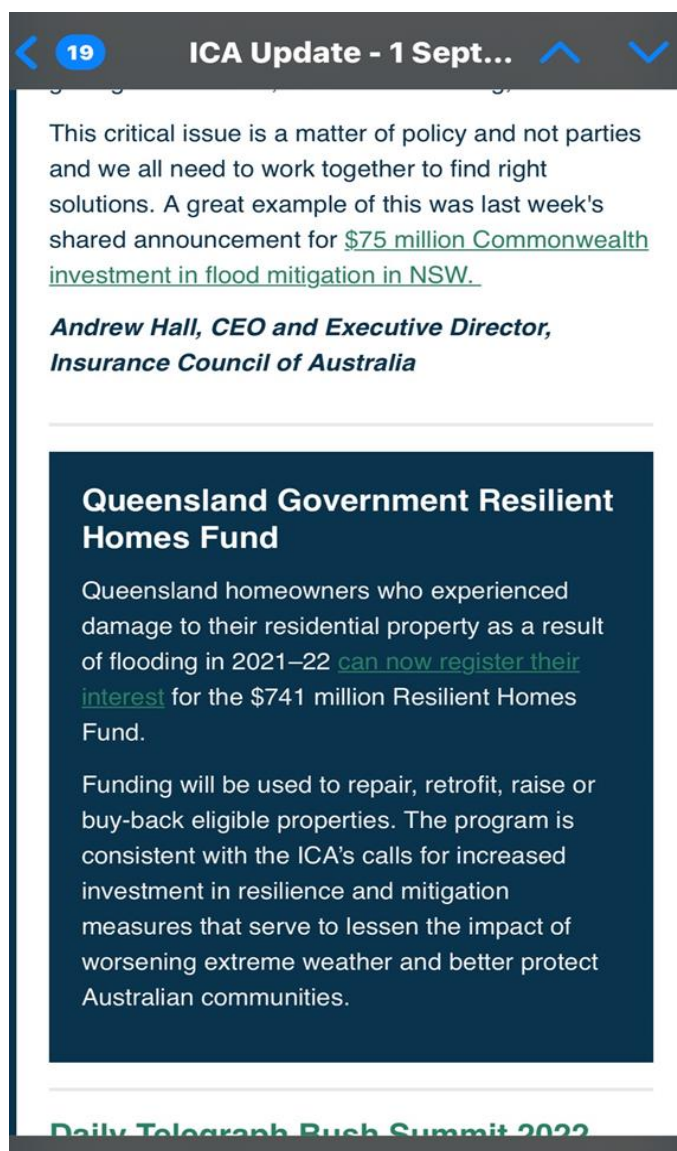 19
ICA Update - 1 Sept...
This critical issue is a matter of policy and not parties
and we all need to work together to find right
solutions. A great example of this was last week's
shared announcement for $75 million Commonwealth
investment in flood mitigation in NSW.
Andrew Hall, CEO and Executive Director,
Insurance Council of Australia
Queensland Government Resilient
Homes Fund
Queensland homeowners who experienced
damage to their residential property as a result
of flooding in 2021–22 can now register their
interest for the $741 million Resilient Homes
Fund.
Funding will be used to repair, retrofit, raise or
buy-back eligible properties. The program is
consistent with the ICA’s calls for increased
investment in resilience and mitigation
measures that serve to lessen the impact of
worsening extreme weather and better protect
Australian communities.
Daily Telegraph Bush Summit 2022